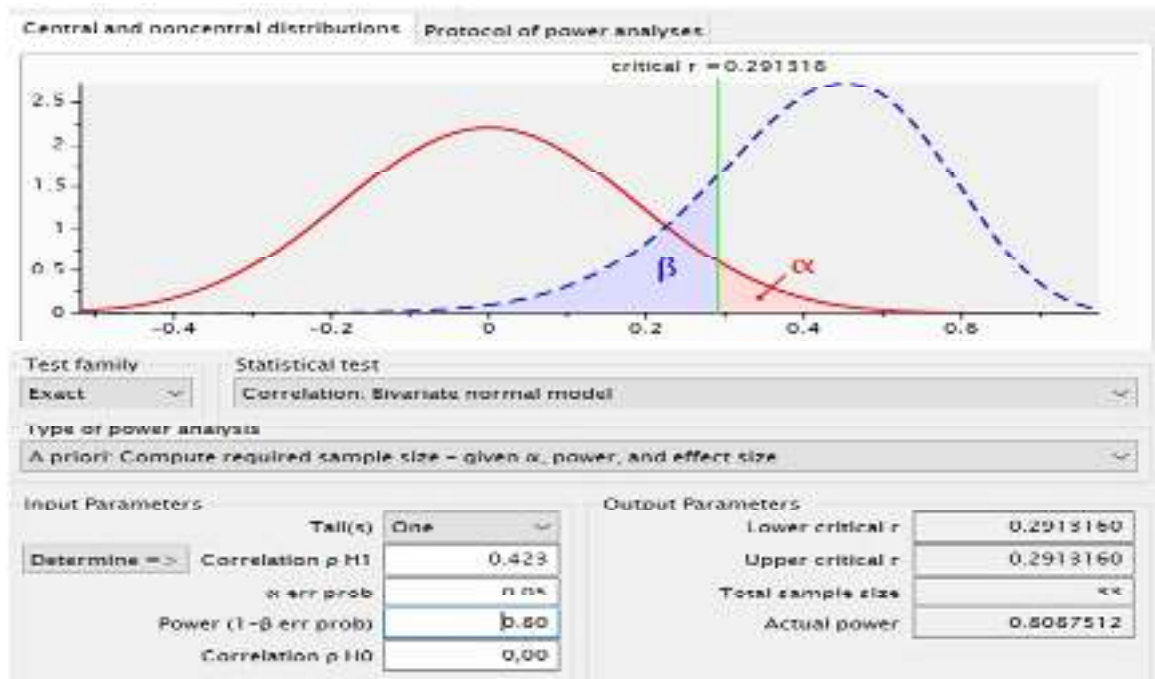 Central and noncentral distributions Protocol of power analyses
critical r = 0.291316
2.5
2
1.5
1
0.5
0
β
α
-0.4 -0.2 0 0.2 0.4 0.6
Test family Statistical test
Exact Correlation: Bivariate normal model
Type of power analysis
A priori: Compute required sample size – given α, power, and effect size
Input Parameters Output Parameters
Tail(s) One Lower critical r 0.2913160
Determine => Correlation ρ H1 0.423 Upper critical r 0.2913160
α err prob 0.05 Total sample size
Power (1-β err prob) 0.80 Actual power 0.8087512
Correlation ρ H0 0,00